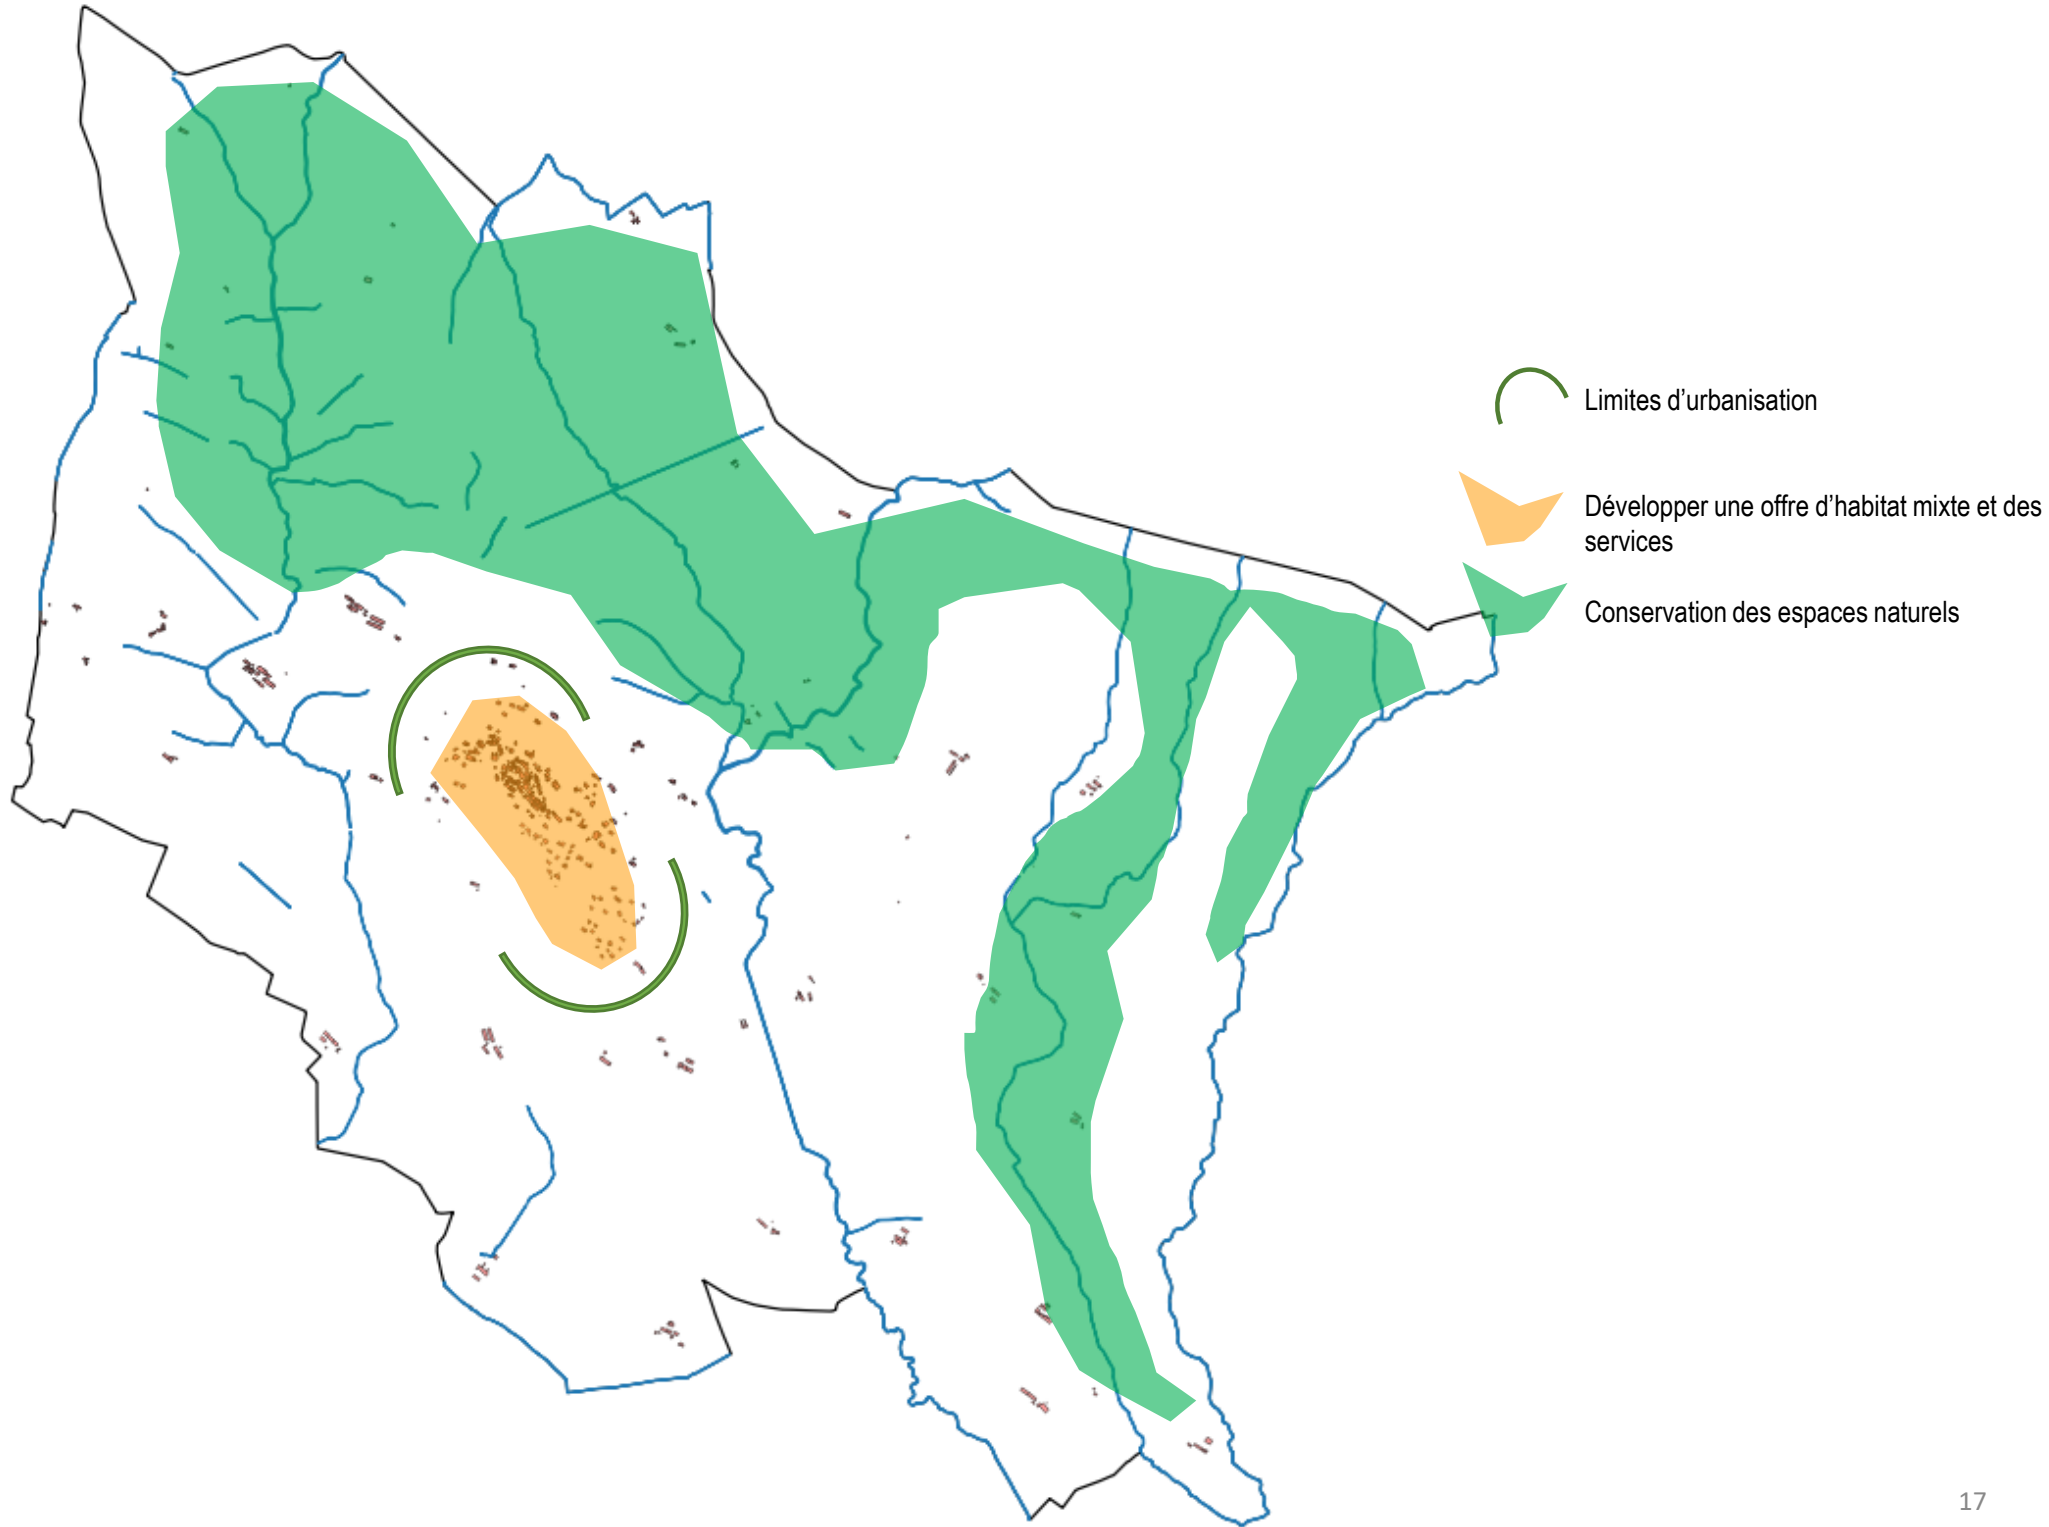 Limites d’urbanisation
Développer une offre d’habitat mixte et des
services
Conservation des espaces naturels
17